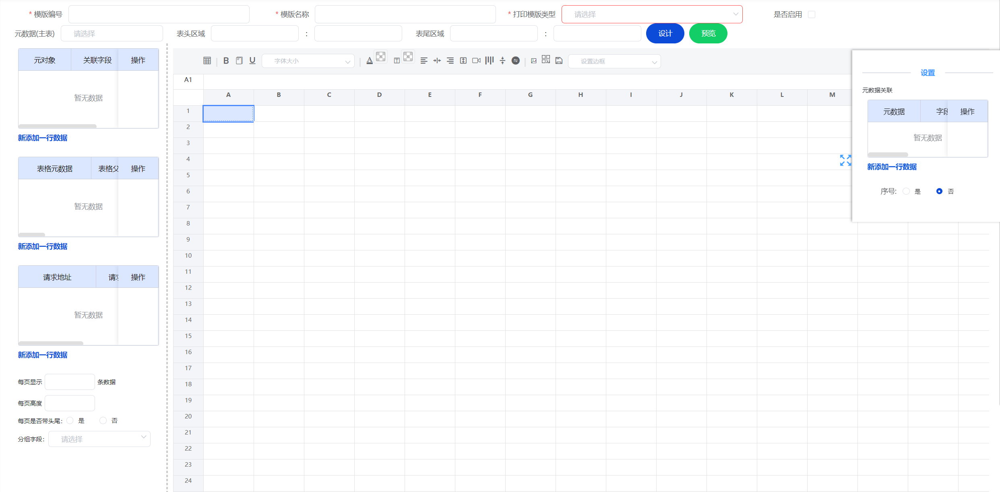 * 模版编号 * 模版名称 * 打印模版类型 请选择 是否启用
元数据(主表) 请选择 表头区域 : 表尾区域 : 设计 预览
元对象 关联字段 操作
暂无数据
新添加一行数据
表格元数据 表格父 操作
暂无数据
新添加一行数据
请求地址 请求 操作
暂无数据
新添加一行数据
每页显示 条数据
每页高度
每页是否带头尾: 是 否
分组字段: 请选择
B U 字体大小 A T 设置边框
A1
A B C D E F G H I J K L M
1
2
3
4
5
6
7
8
9
10
11
12
13
14
15
16
17
18
19
20
21
22
23
24
设置
元数据关联
元数据 字段 操作
暂无数据
新添加一行数据
序号: 是 否